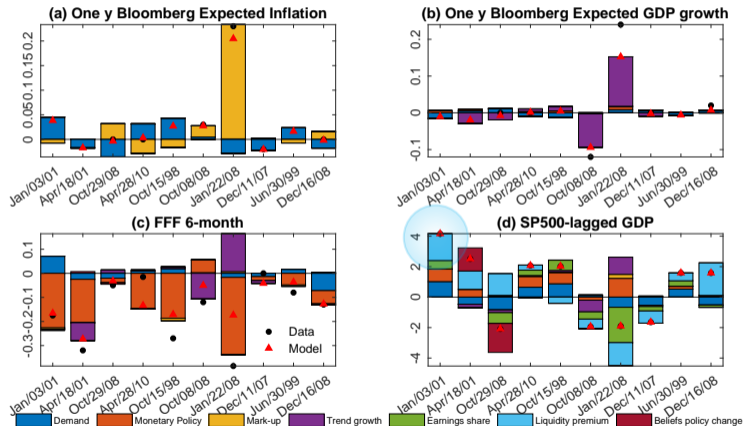 (a) One y Bloomberg Expected Inflation
0.2
0.15
0.1
0.05
0
Jan/03/01 Apr/18/01 Oct/29/08 Apr/28/10 Oct/15/98 Oct/08/08 Jan/22/08 Dec/11/07 Jun/30/99 Dec/16/08
(b) One y Bloomberg Expected GDP growth
0.2
0.1
0
-0.1
Jan/03/01 Apr/18/01 Oct/29/08 Apr/28/10 Oct/15/98 Oct/08/08 Jan/22/08 Dec/11/07 Jun/30/99 Dec/16/08
(c) FFF 6-month
0.1
0
-0.1
-0.2
-0.3
Data
Model
Jan/03/01 Apr/18/01 Oct/29/08 Apr/28/10 Oct/15/98 Oct/08/08 Jan/22/08 Dec/11/07 Jun/30/99 Dec/16/08
(d) SP500-lagged GDP
4
2
0
-2
-4
Jan/03/01 Apr/18/01 Oct/29/08 Apr/28/10 Oct/15/98 Oct/08/08 Jan/22/08 Dec/11/07 Jun/30/99 Dec/16/08
Demand Monetary Policy Mark-up Trend growth Earnings share Liquidity premium Beliefs policy change